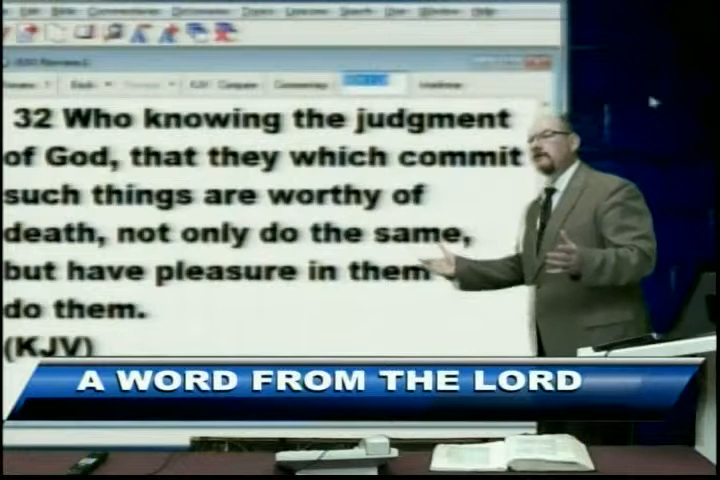 32 Who knowing the judgment
of God, that they which commit
such things are worthy of
death, not only do the same,
but have pleasure in them
do them.
(KJV)
A WORD FROM THE LORD